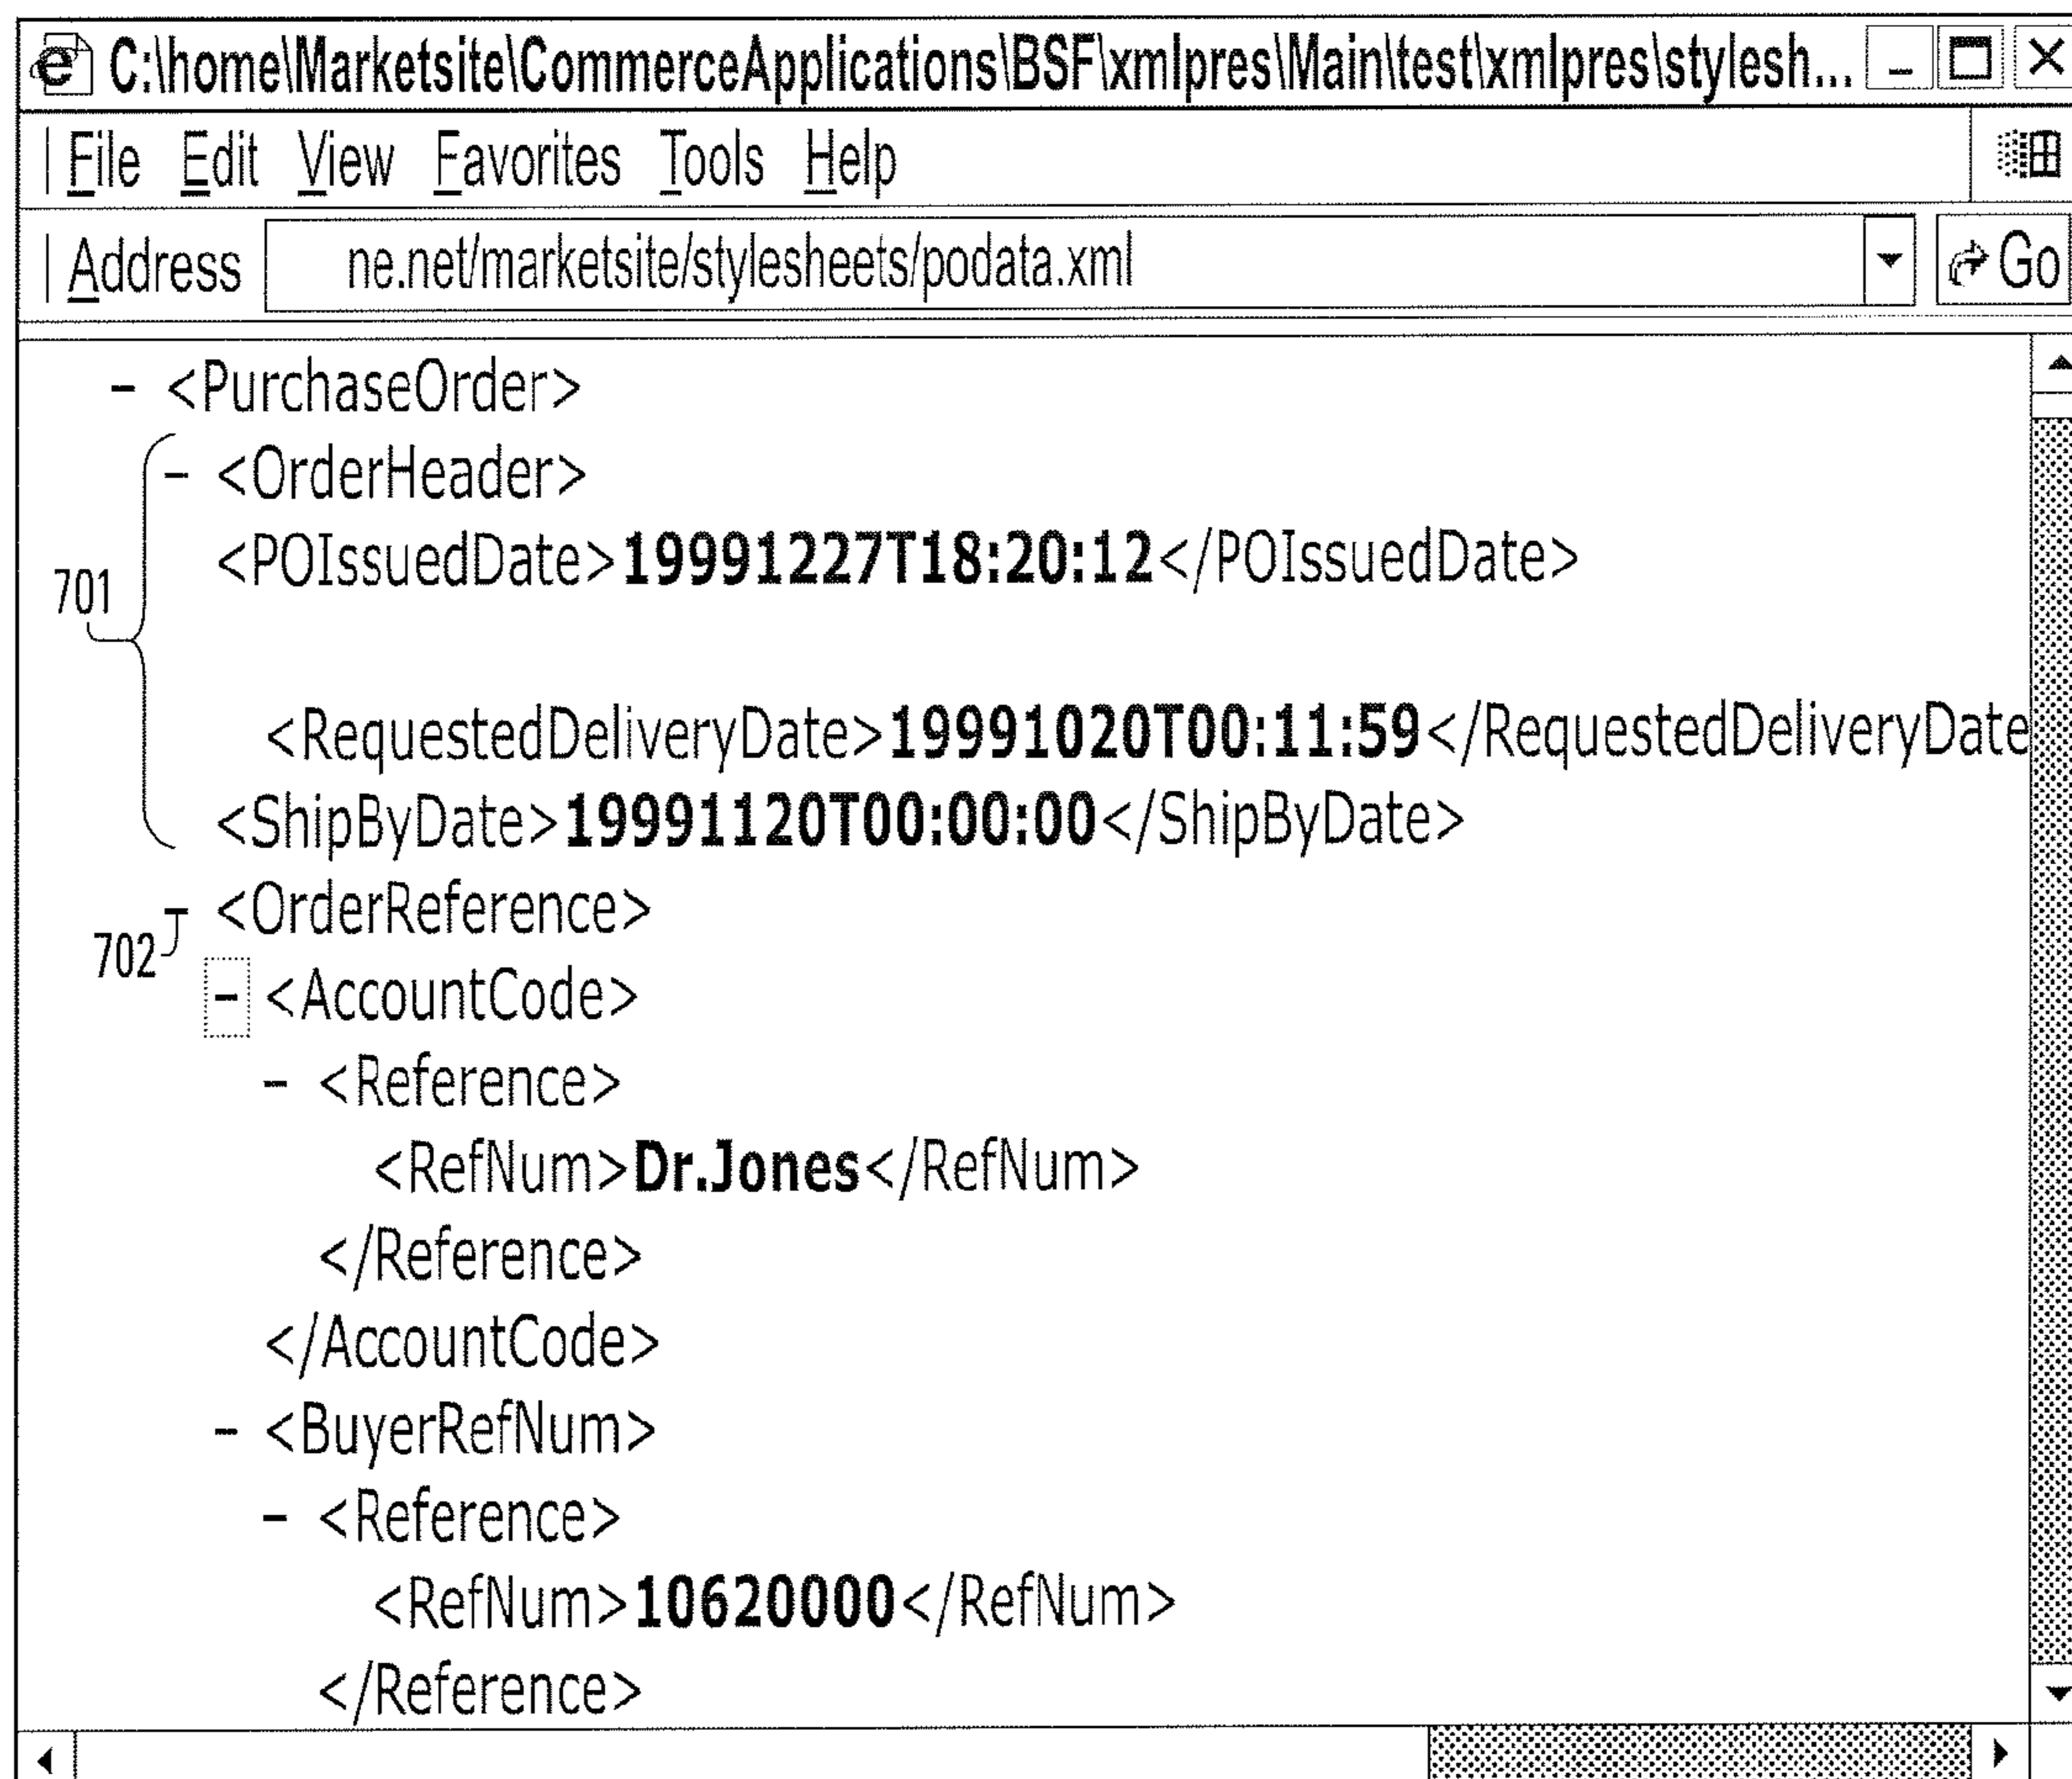 C:\home\Marketsite\CommerceApplications\BSF\xmlpres\Main\test\xmlpres\stylesh...
File Edit View Favorites Tools Help
Address ne.net/marketsite/stylesheets/podata.xml Go
- <PurchaseOrder>
- <OrderHeader>
<POIssuedDate>19991227T18:20:12</POIssuedDate>
701
<RequestedDeliveryDate>19991020T00:11:59</RequestedDeliveryDate
<ShipByDate>19991120T00:00:00</ShipByDate>
- <OrderReference>
702
- <AccountCode>
- <Reference>
<RefNum>Dr.Jones</RefNum>
</Reference>
</AccountCode>
- <BuyerRefNum>
- <Reference>
<RefNum>10620000</RefNum>
</Reference>